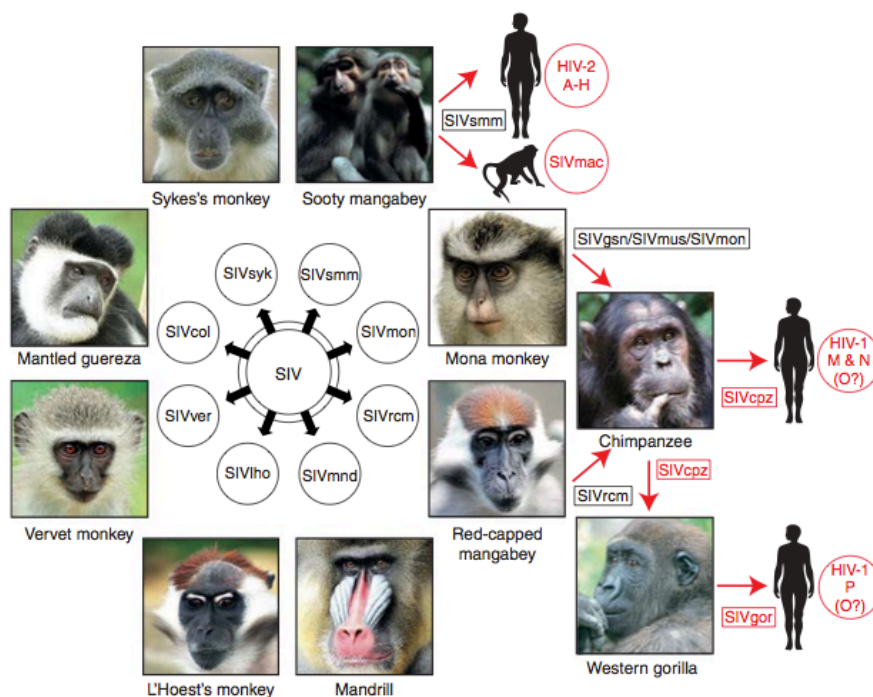 HIV-2
A-H
SIVsmm
SIVmac
Sykes's monkey
Sooty mangabey
SIVgsn/SIVmus/SIVmon
SIVsyk
SIVsmm
SIVcol
SIVmon
Mantled guereza
Mona monkey
SIV
HIV-1
M & N
(O?)
SIVcpz
SIVver
SIVrcm
Chimpanzee
SIVlho
SIVmnd
SIVcpz
SIVrcm
Vervet monkey
Red-capped
mangabey
HIV-1
P
(O?)
SIVgor
L'Hoest's monkey
Mandrill
Western gorilla